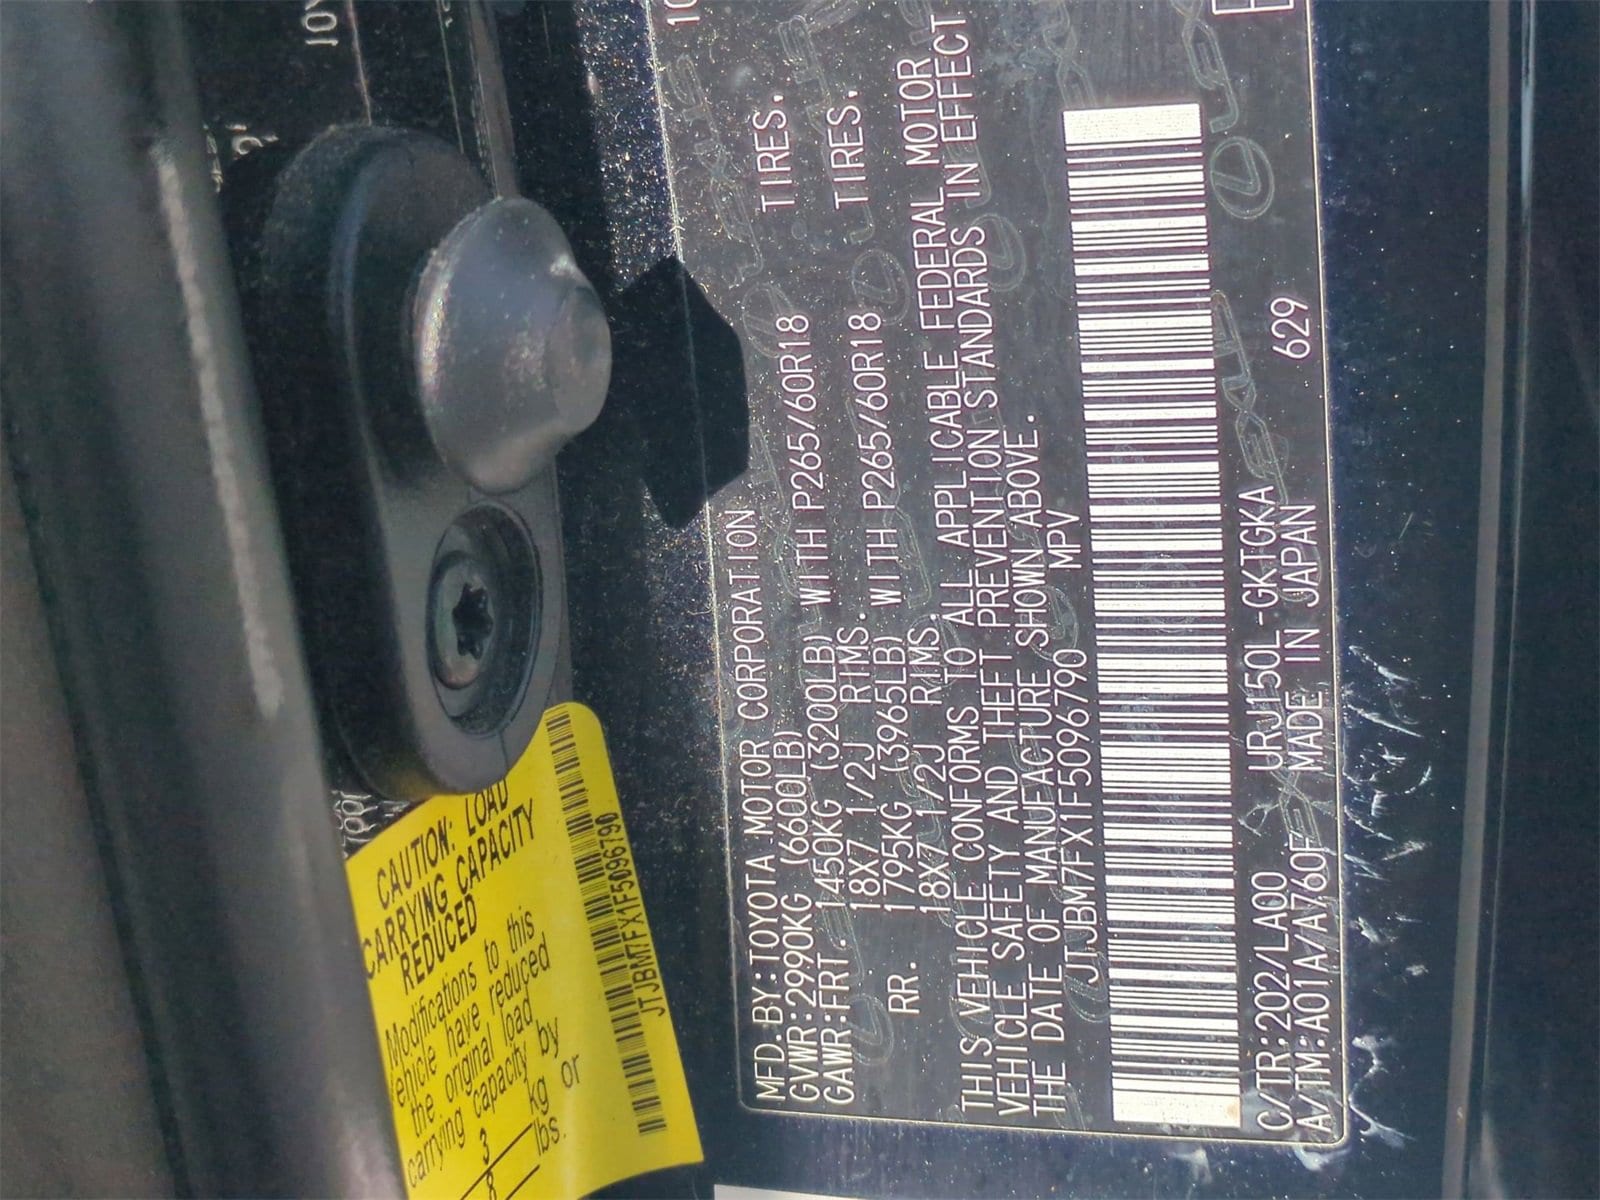 MFD.BY:TOYOTA MOTOR CORPORATION 10
GVWR:2990KG (6600LB)
GAWR:FRT. 1450KG (3200LB) WITH P265/60R18 TIRES.
18X7 1/2J RIMS.
RR. 1795KG (3965LB) WITH P265/60R18 TIRES.
18X7 1/2J RIMS.
THIS VEHICLE CONFORMS TO ALL APPLICABLE FEDERAL MOTOR
VEHICLE SAFETY AND THEFT PREVENTION STANDARDS IN EFFECT
THE DATE OF MANUFACTURE SHOWN ABOVE.
JTJBM7FX1F5096790 MPV
C/TR:202/LA00 URJ150L-GKTGKA 629
A/TM:A01A/A760F MADE IN JAPAN
CAUTION: LOAD
CARRYING CAPACITY
REDUCED
Modifications to this
vehicle have reduced
the original load
carrying capacity by
3 kg or
8 lbs.
JTJBM7FX1F5096790